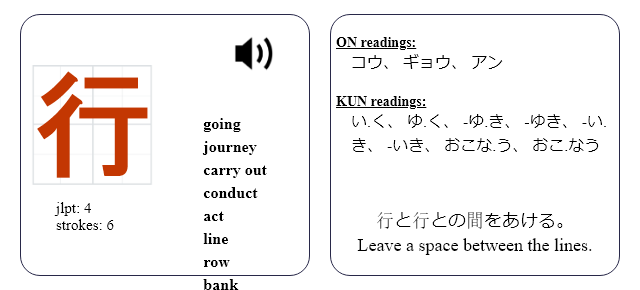 行
jlpt: 4
strokes: 6
going
journey
carry out
conduct
act
line
row
bank
ON readings:
コウ、 ギョウ、 アン
KUN readings:
い.く、 ゆ.く、 -ゆ.き、 -ゆき、 -い.
き、 -いき、 おこな.う、 おこ.なう
行と行との間をあける。
Leave a space between the lines.